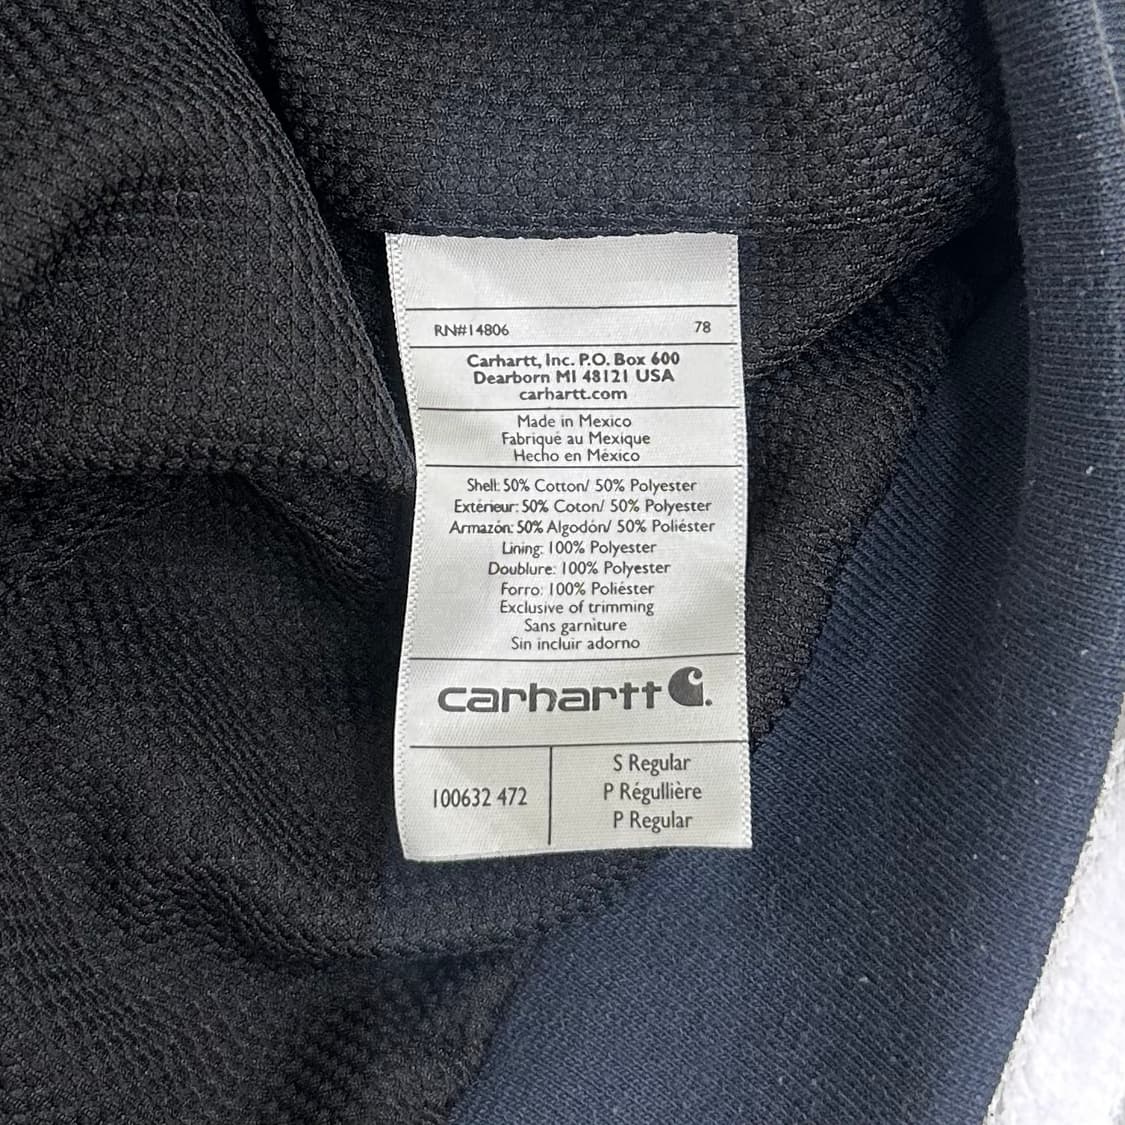 RN#14806 78
Carhartt, Inc. P.O. Box 600
Dearborn MI 48121 USA
carhartt.com
Made in Mexico
Fabriqué au Mexique
Hecho en México
Shell: 50% Cotton/ 50% Polyester
Extérieur: 50% Coton/ 50% Polyester
Armazón: 50% Algodón/ 50% Poliéster
Lining: 100% Polyester
Doublure: 100% Polyester
Forro: 100% Poliéster
Exclusive of trimming
Sans garniture
Sin incluir adorno
carhartt
100632 472
S Regular
P Régullière
P Regular